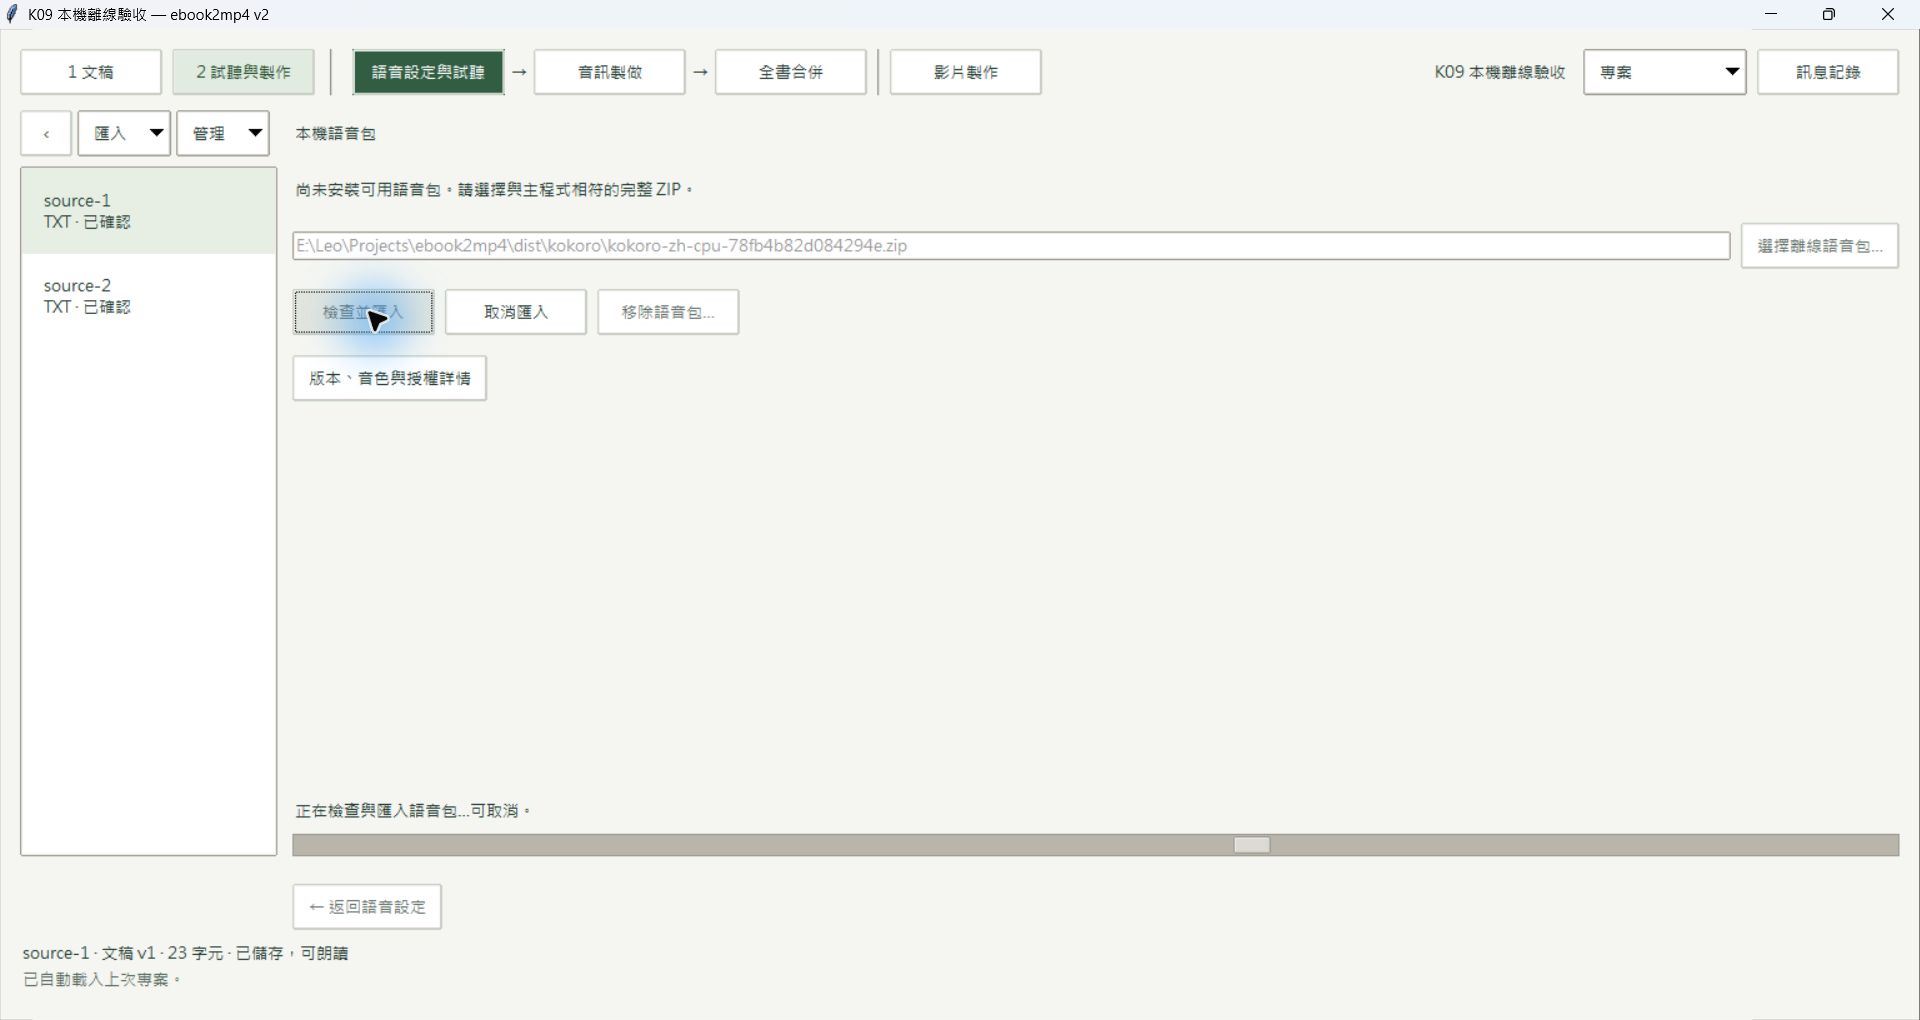 K09 本機離線驗收 — ebook2mp4 v2
1 文稿
2 試聽與製作
語音設定與試聽
→
音訊製做
→
全書合併
影片製作
K09 本機離線驗收
專案
訊息記錄
‹
匯入
管理
本機語音包
source-1
TXT · 已確認
source-2
TXT · 已確認
尚未安裝可用語音包。請選擇與主程式相符的完整 ZIP。
E:\Leo\Projects\ebook2mp4\dist\kokoro\kokoro-zh-cpu-78fb4b82d084294e.zip
選擇離線語音包...
檢查並匯入
取消匯入
移除語音包...
版本、音色與授權詳情
正在檢查與匯入語音包...可取消。
← 返回語音設定
source-1 · 文稿 v1 · 23 字元 · 已儲存，可朗讀
已自動載入上次專案。